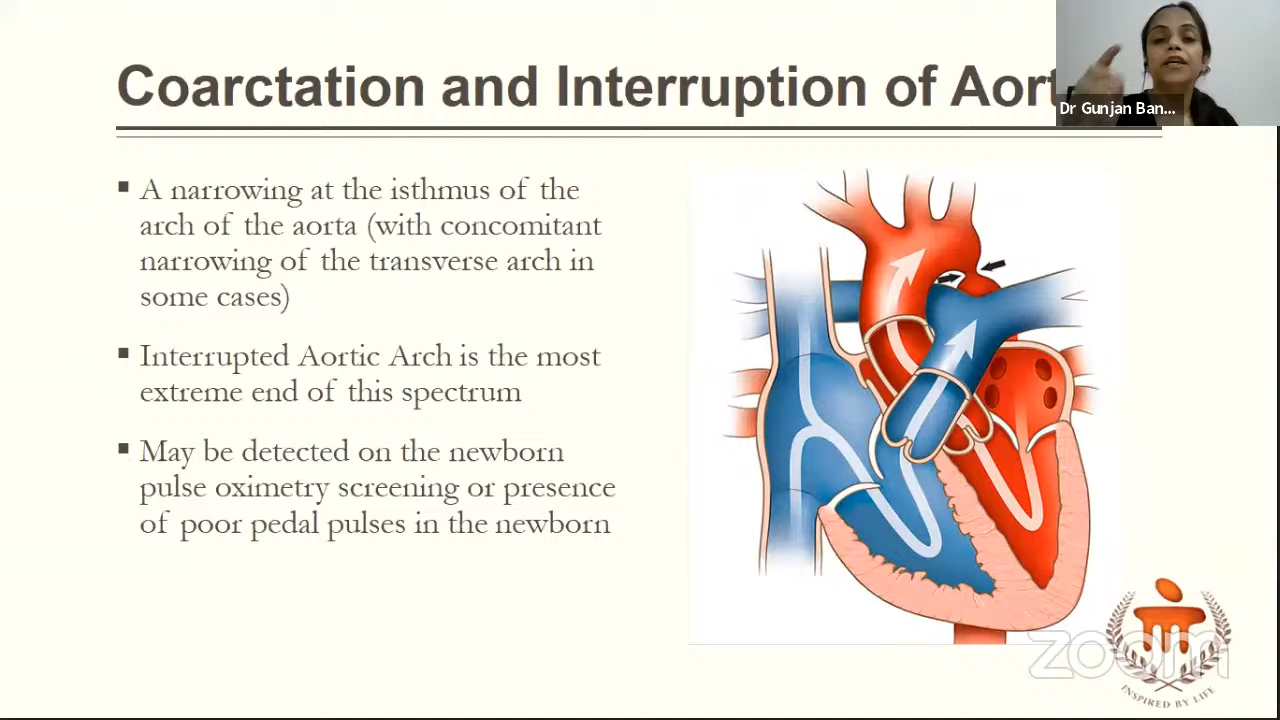 Coarctation and Interruption of Aort
Dr Gunjan Ban...
▪ A narrowing at the isthmus of the
arch of the aorta (with concomitant
narrowing of the transverse arch in
some cases)
▪ Interrupted Aortic Arch is the most
extreme end of this spectrum
▪ May be detected on the newborn
pulse oximetry screening or presence
of poor pedal pulses in the newborn
zoom
INSPIRED BY LIFE